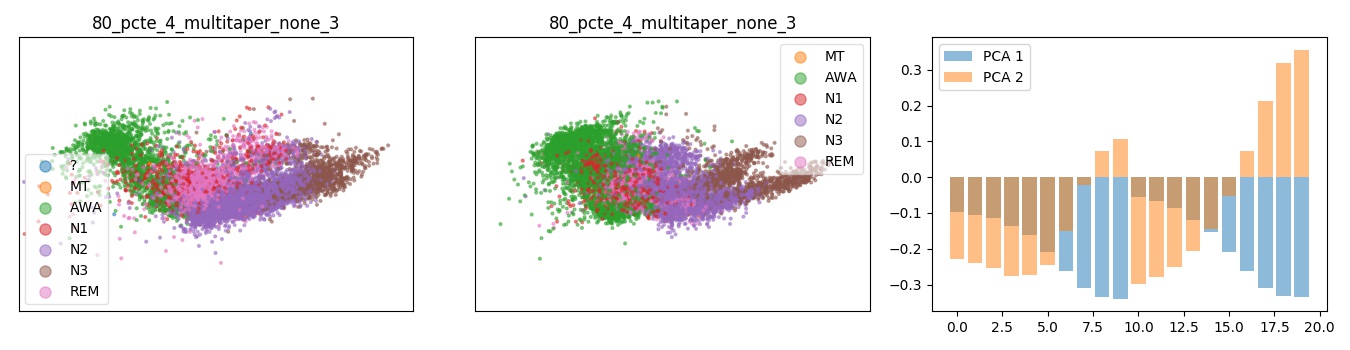 80_pcte_4_multitaper_none_3
?
MT
AWA
N1
N2
N3
REM
80_pcte_4_multitaper_none_3
MT
AWA
N1
N2
N3
REM
PCA 1
PCA 2
0.3
0.2
0.1
0.0
−0.1
−0.2
−0.3
0.0 2.5 5.0 7.5 10.0 12.5 15.0 17.5 20.0